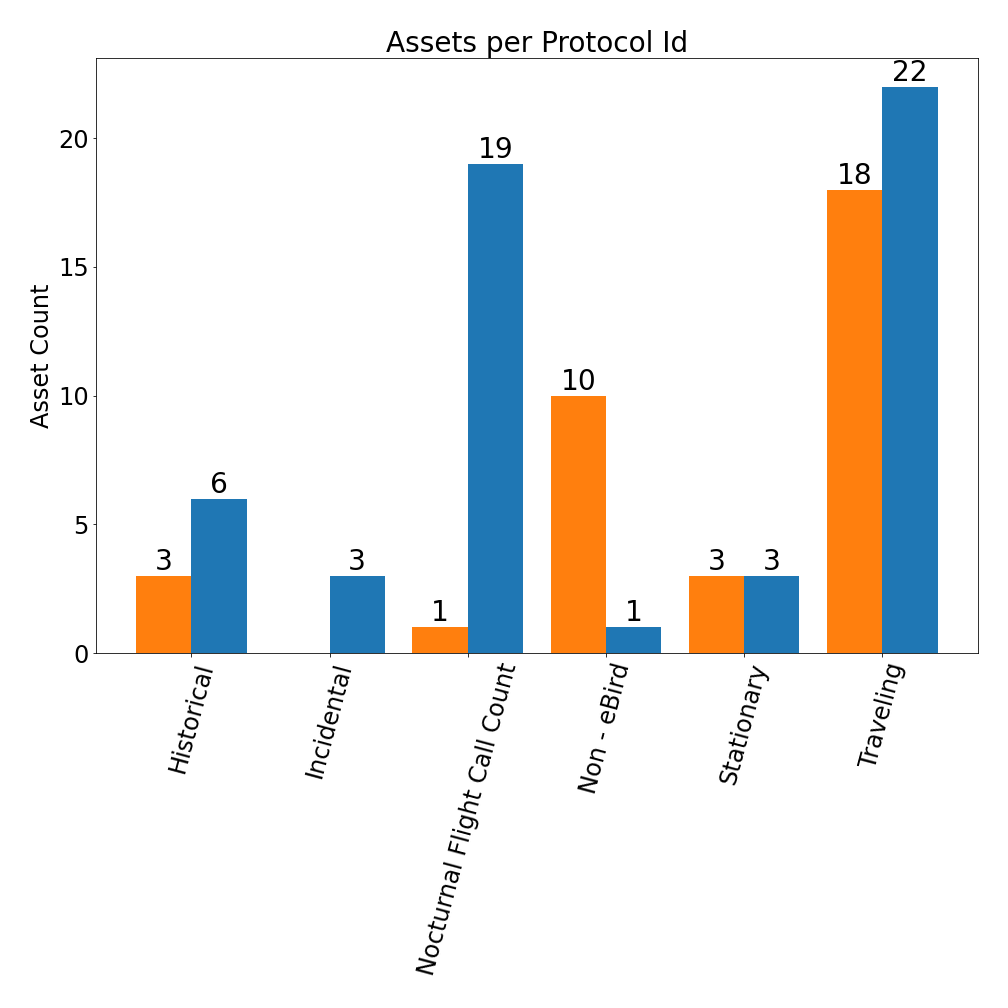 Assets per Protocol Id
Asset Count
20
15
10
5
0
3
6
3
1
19
10
1
3
3
18
22
Historical
Incidental
Nocturnal Flight Call Count
Non - eBird
Stationary
Traveling